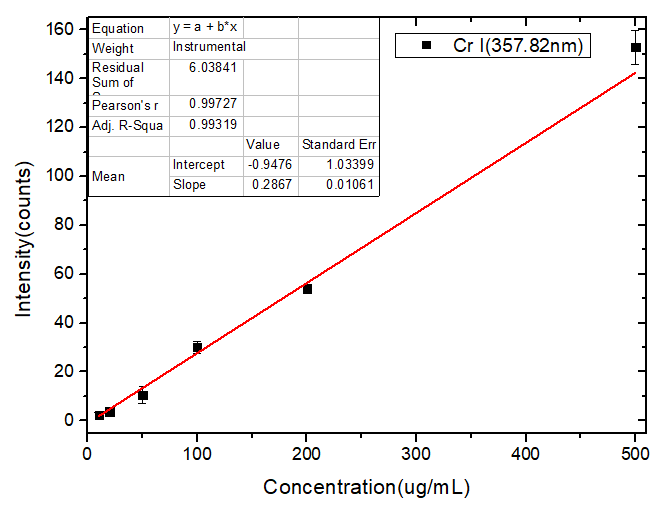 Equation y = a + b*x
Weight Instrumental
Residual 6.03841
Sum of
Pearson's r 0.99727
Adj. R-Squa 0.99319
Value Standard Err
Mean Intercept -0.9476 1.03399
Slope 0.2867 0.01061
Cr I(357.82nm)
160
140
120
100
80
60
40
20
0
Intensity(counts)
0 100 200 300 400 500
Concentration(ug/mL)